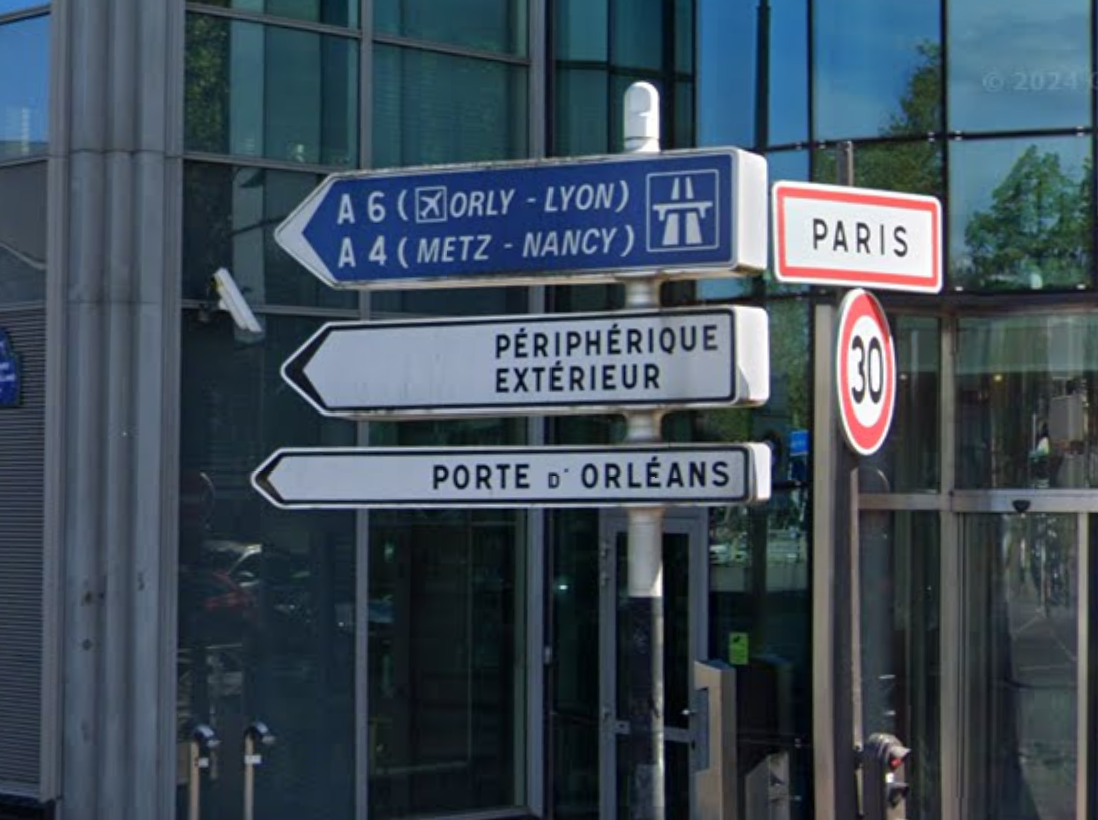 A 6 ( ORLY - LYON)
A 4 ( METZ - NANCY )
PARIS
30
PÉRIPHÉRIQUE
EXTÉRIEUR
PORTE D' ORLÉANS
© 2024